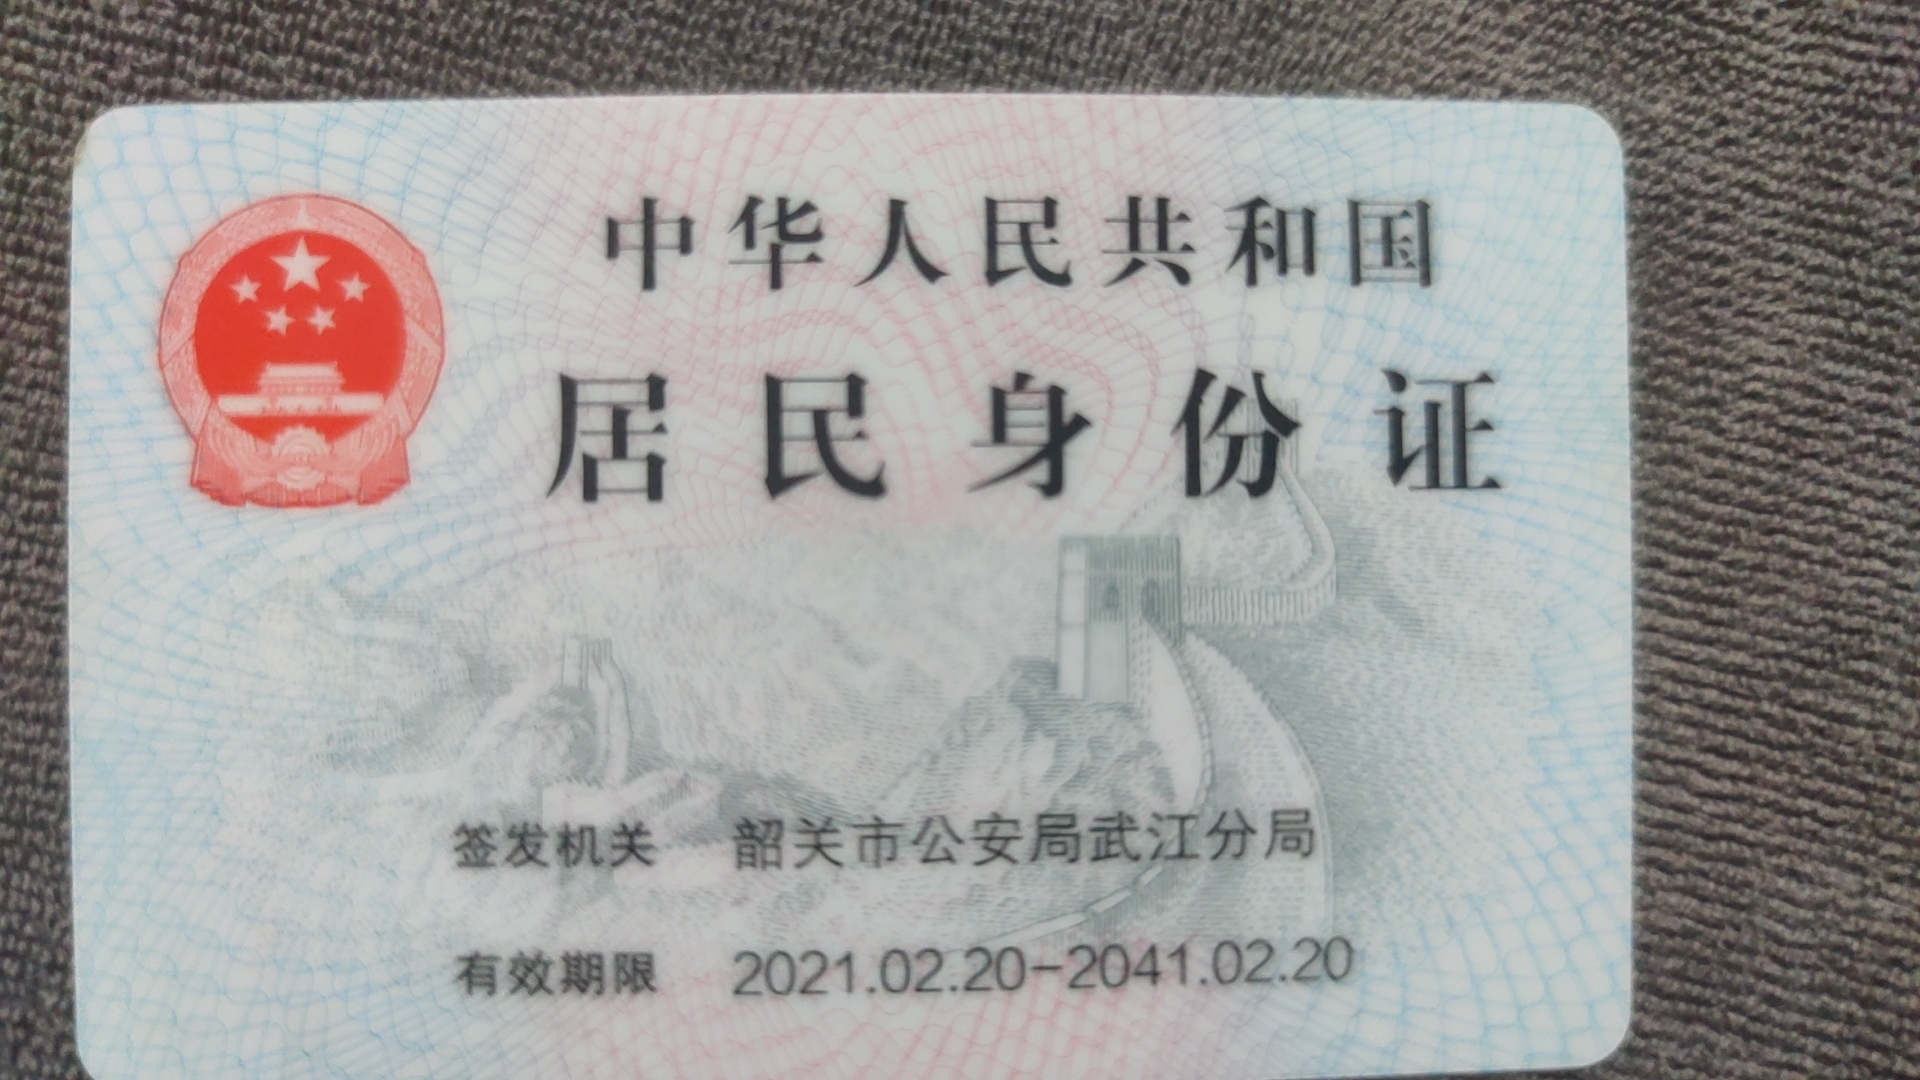 中华人民共和国
居民身份证
签发机关 韶关市公安局武江分局
有效期限 2021.02.20-2041.02.20